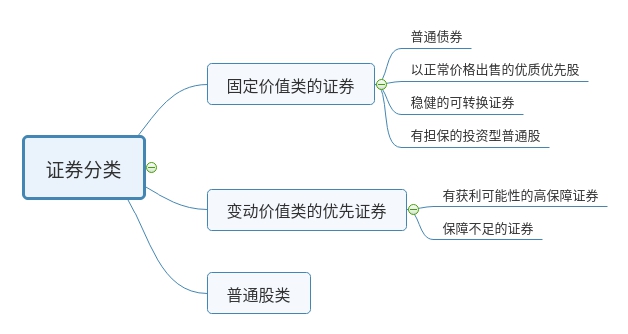 证券分类
固定价值类的证券
普通债券
以正常价格出售的优质优先股
稳健的可转换证券
有担保的投资型普通股
变动价值类的优先证券
有获利可能性的高保障证券
保障不足的证券
普通股类